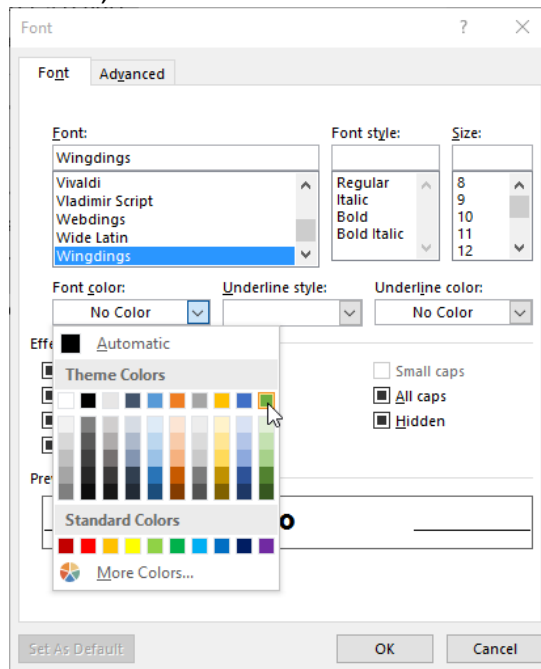 Font ?
Font Advanced
Font: Font style: Size:
Wingdings
Vivaldi Regular 8
Vladimir Script Italic 9
Webdings Bold 10
Wide Latin Bold Italic 11
Wingdings 12
Font color: Underline style: Underline color:
No Color No Color
Effe
Automatic
Theme Colors Small caps
All caps
Hidden
Pre
Standard Colors o
More Colors...
Set As Default OK Cancel